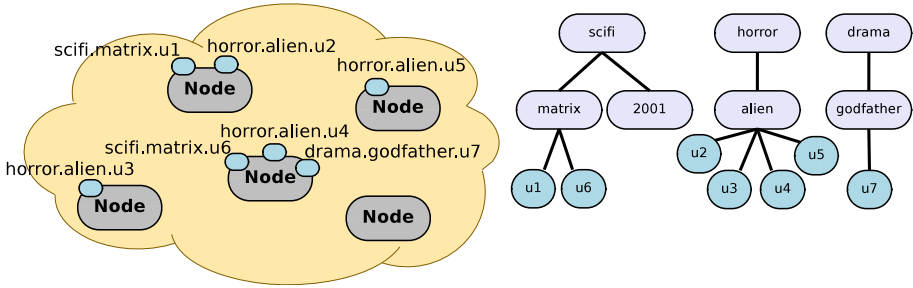 horror.alien.u2
scifi.matrix.u1
horror.alien.u5
Node
Node
horror.alien.u4
scifi.matrix.u6
drama.godfather.u7
horror.alien.u3
Node
Node
Node
scifi
horror
drama
matrix
2001
alien
godfather
u2
u5
u1
u6
u3
u4
u7